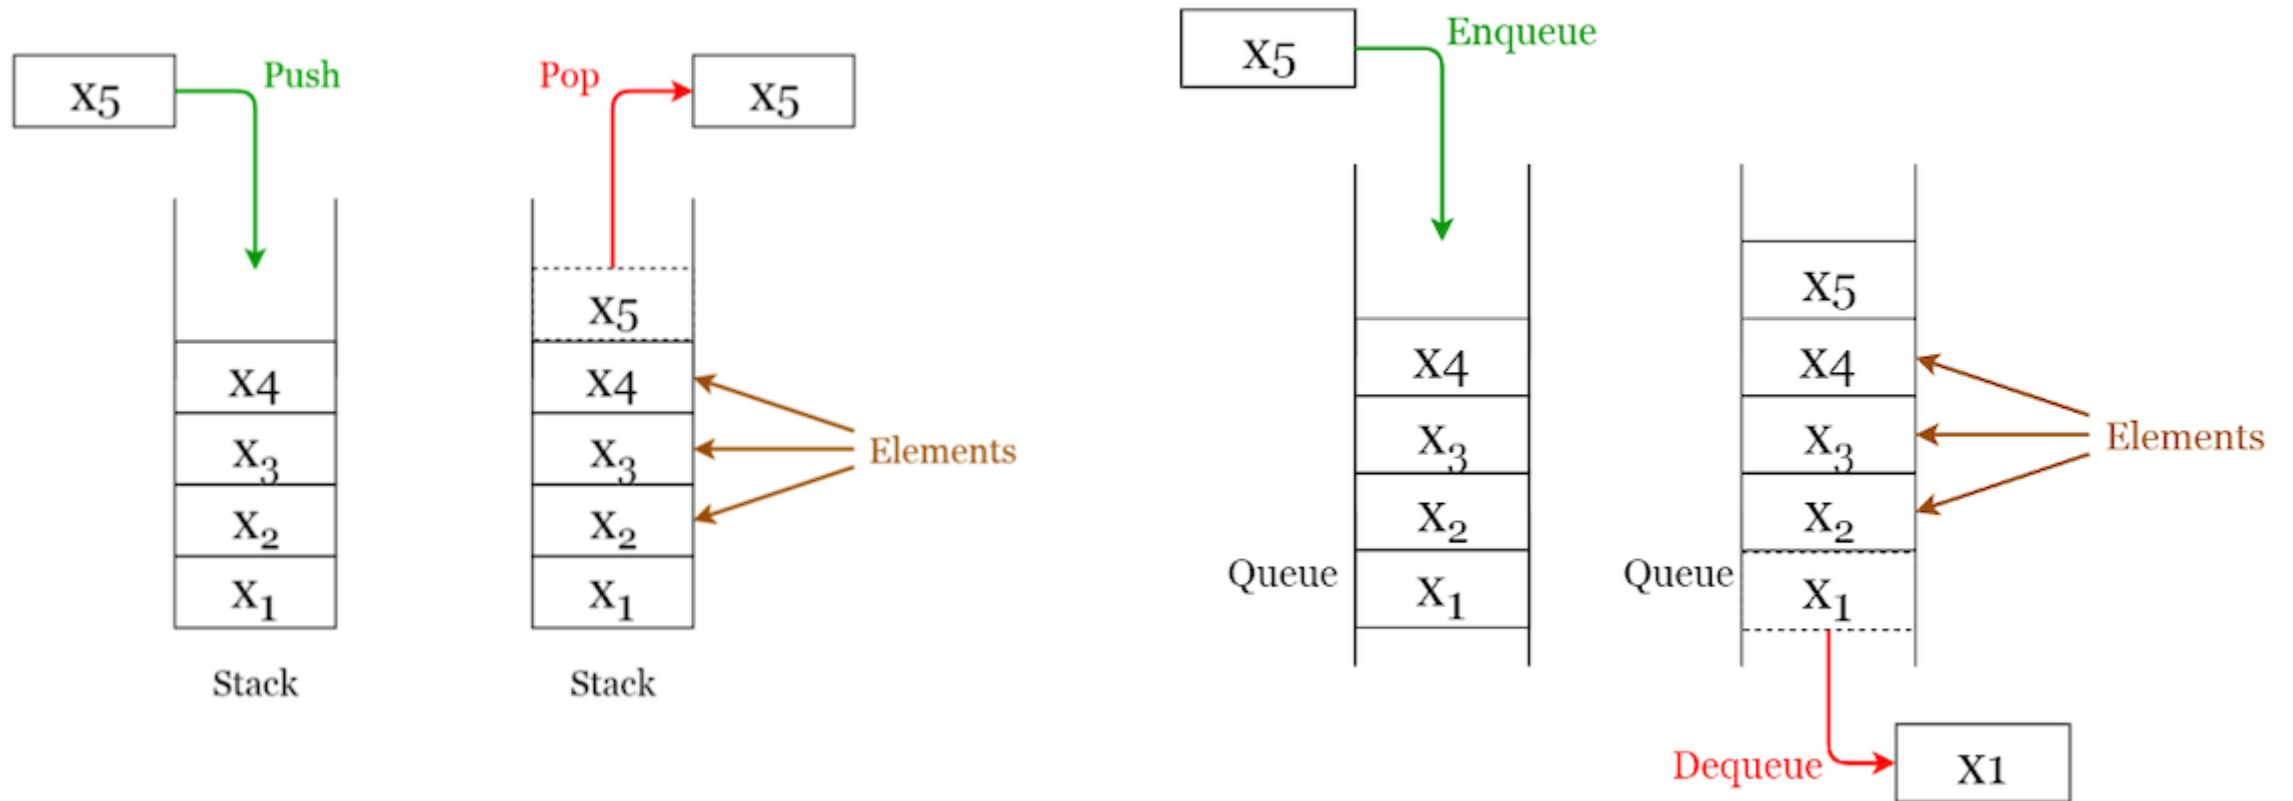 X5
Push
Pop
X5
X4
X3
X2
X1
Stack
X5
X4
X3
X2
X1
Stack
Elements
X5
Enqueue
X4
X3
X2
X1
Queue
X5
X4
X3
X2
X1
Queue
Elements
Dequeue
X1